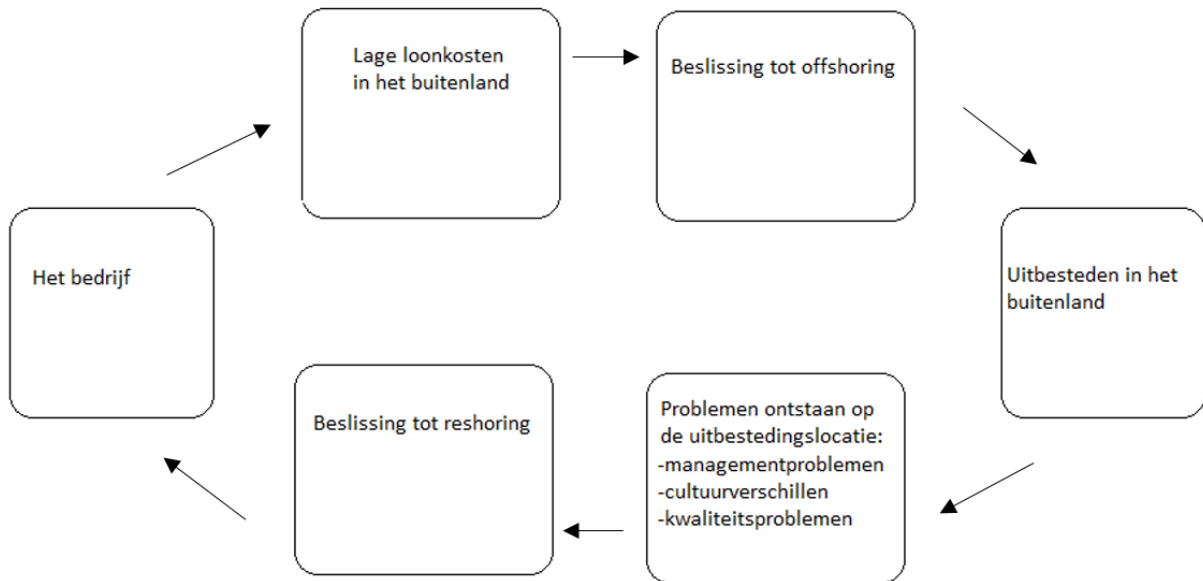 Het bedrijf
Lage loonkosten
in het buitenland
Beslissing tot offshoring
Uitbesteden in het
buitenland
Problemen ontstaan op
de uitbestedingslocatie:
-managementproblemen
-cultuurverschillen
-kwaliteitsproblemen
Beslissing tot reshoring